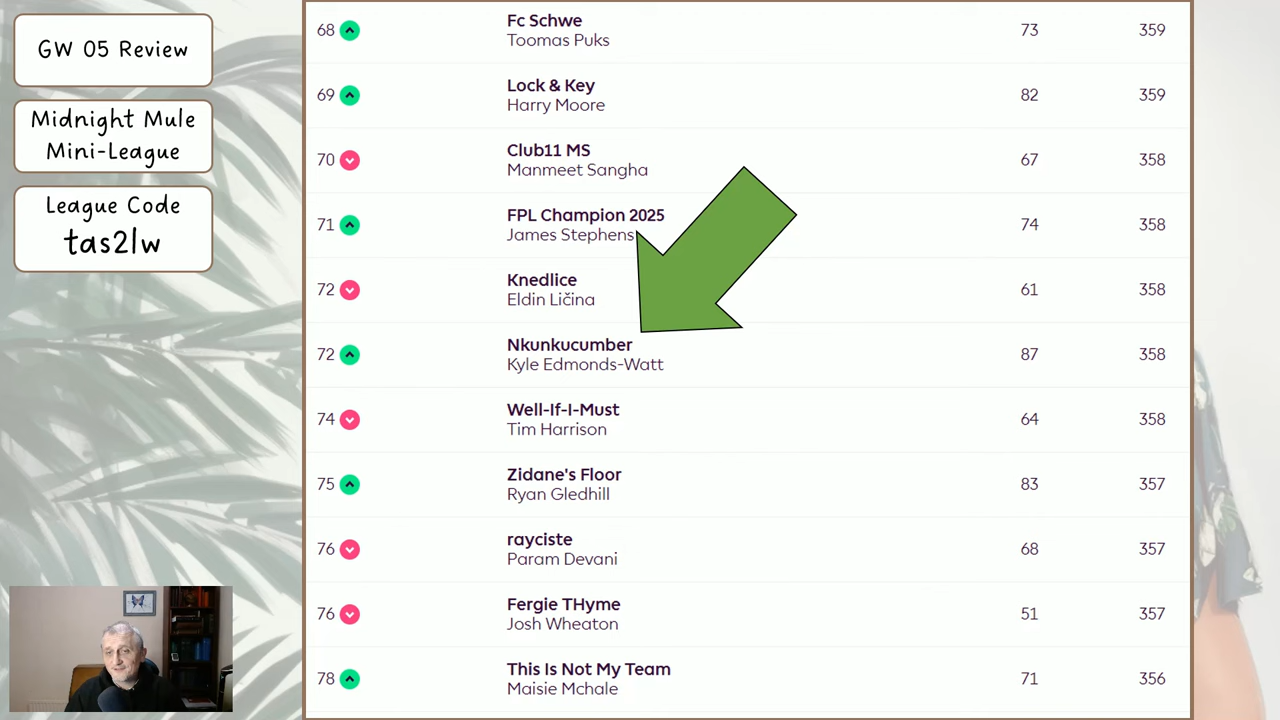 GW 05 Review
Midnight Mule
Mini-League
League Code
tas2lw
68 Fc Schwe 73 359
Toomas Puks
69 Lock & Key 82 359
Harry Moore
70 Club11 MS 67 358
Manmeet Sangha
71 FPL Champion 2025 74 358
James Stephens
72 Knedlice 61 358
Eldin Ličina
72 Nkunkucumber 87 358
Kyle Edmonds-Watt
74 Well-If-I-Must 64 358
Tim Harrison
75 Zidane's Floor 83 357
Ryan Gledhill
76 rayciste 68 357
Param Devani
76 Fergie THyme 51 357
Josh Wheaton
78 This Is Not My Team 71 356
Maisie Mchale